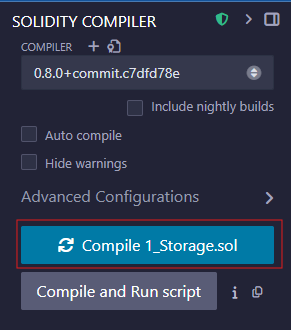 SOLIDITY COMPILER
COMPILER
0.8.0+commit.c7dfd78e
Include nightly builds
Auto compile
Hide warnings
Advanced Configurations
Compile 1_Storage.sol
Compile and Run script